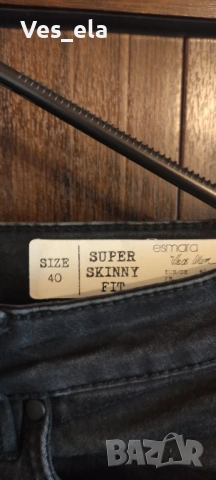 Ves_ela
SIZE
40
SUPER
SKINNY
FIT
esmara
BAZAR